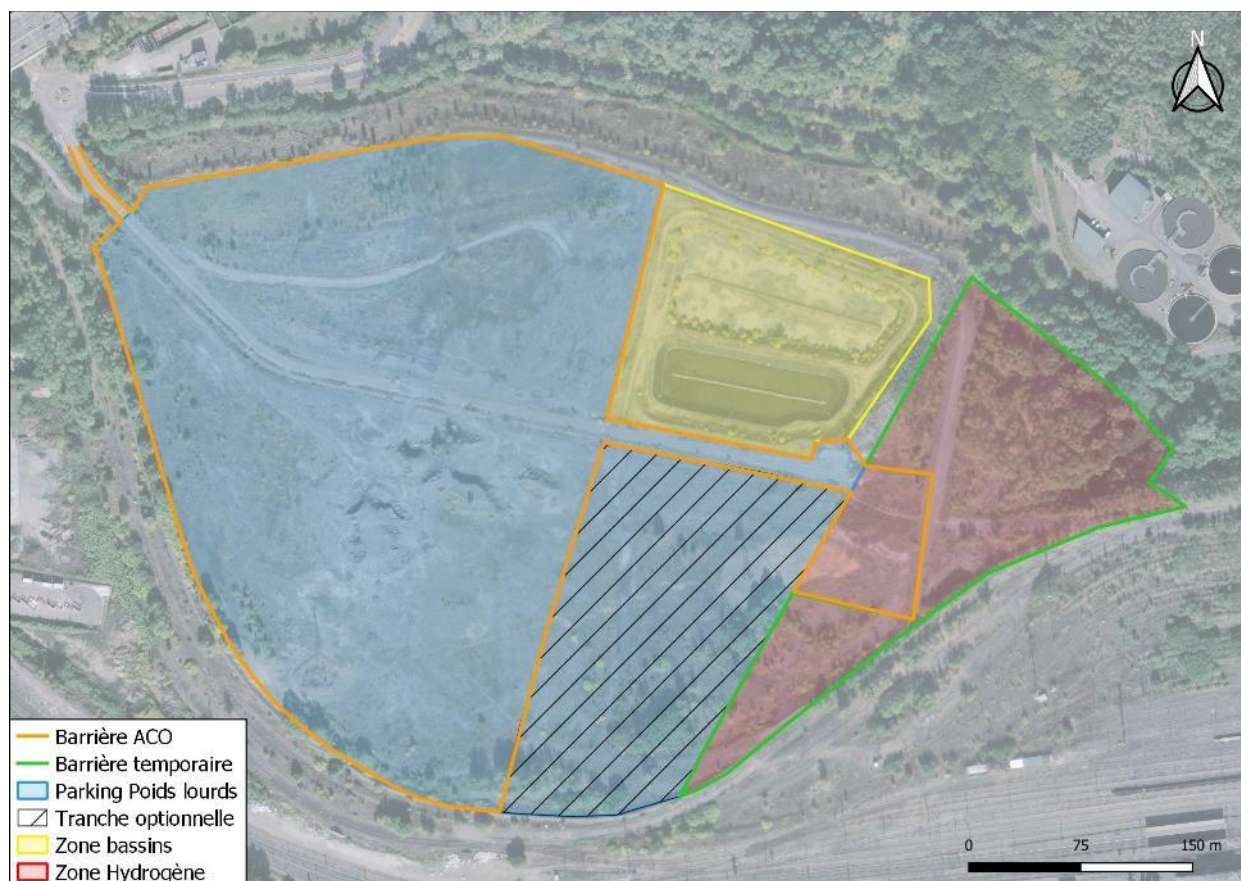 N
Barrière ACO
Barrière temporaire
Parking Poids lourds
Tranche optionnelle
Zone bassins
Zone Hydrogène
0 75 150 m